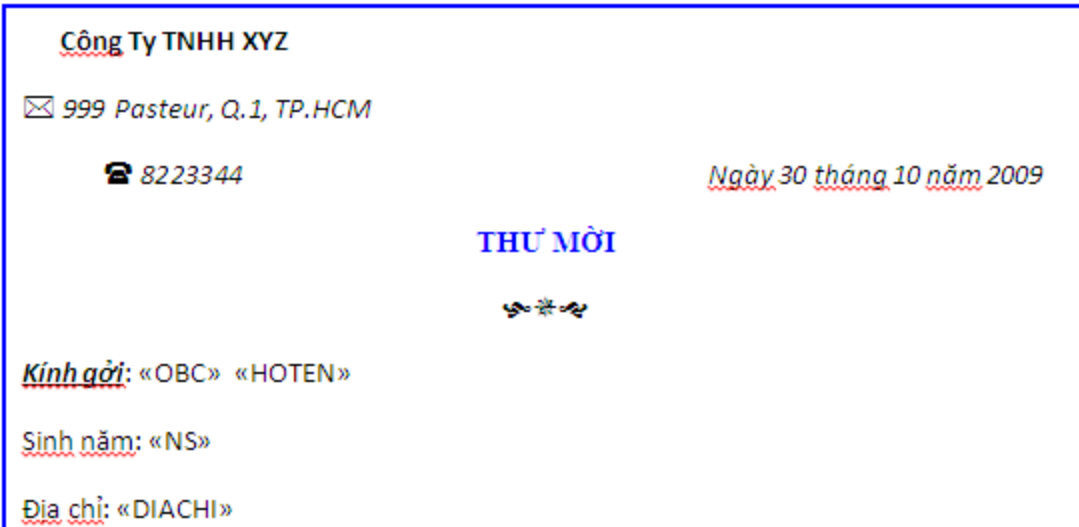 Công Ty TNHH XYZ
✉ 999 Pasteur, Q.1, TP.HCM
☎ 8223344
Ngày 30 tháng 10 năm 2009
THƯ MỜI
Kính gởi: «OBC» «HOTEN»
Sinh năm: «NS»
Địa chỉ: «DIACHI»